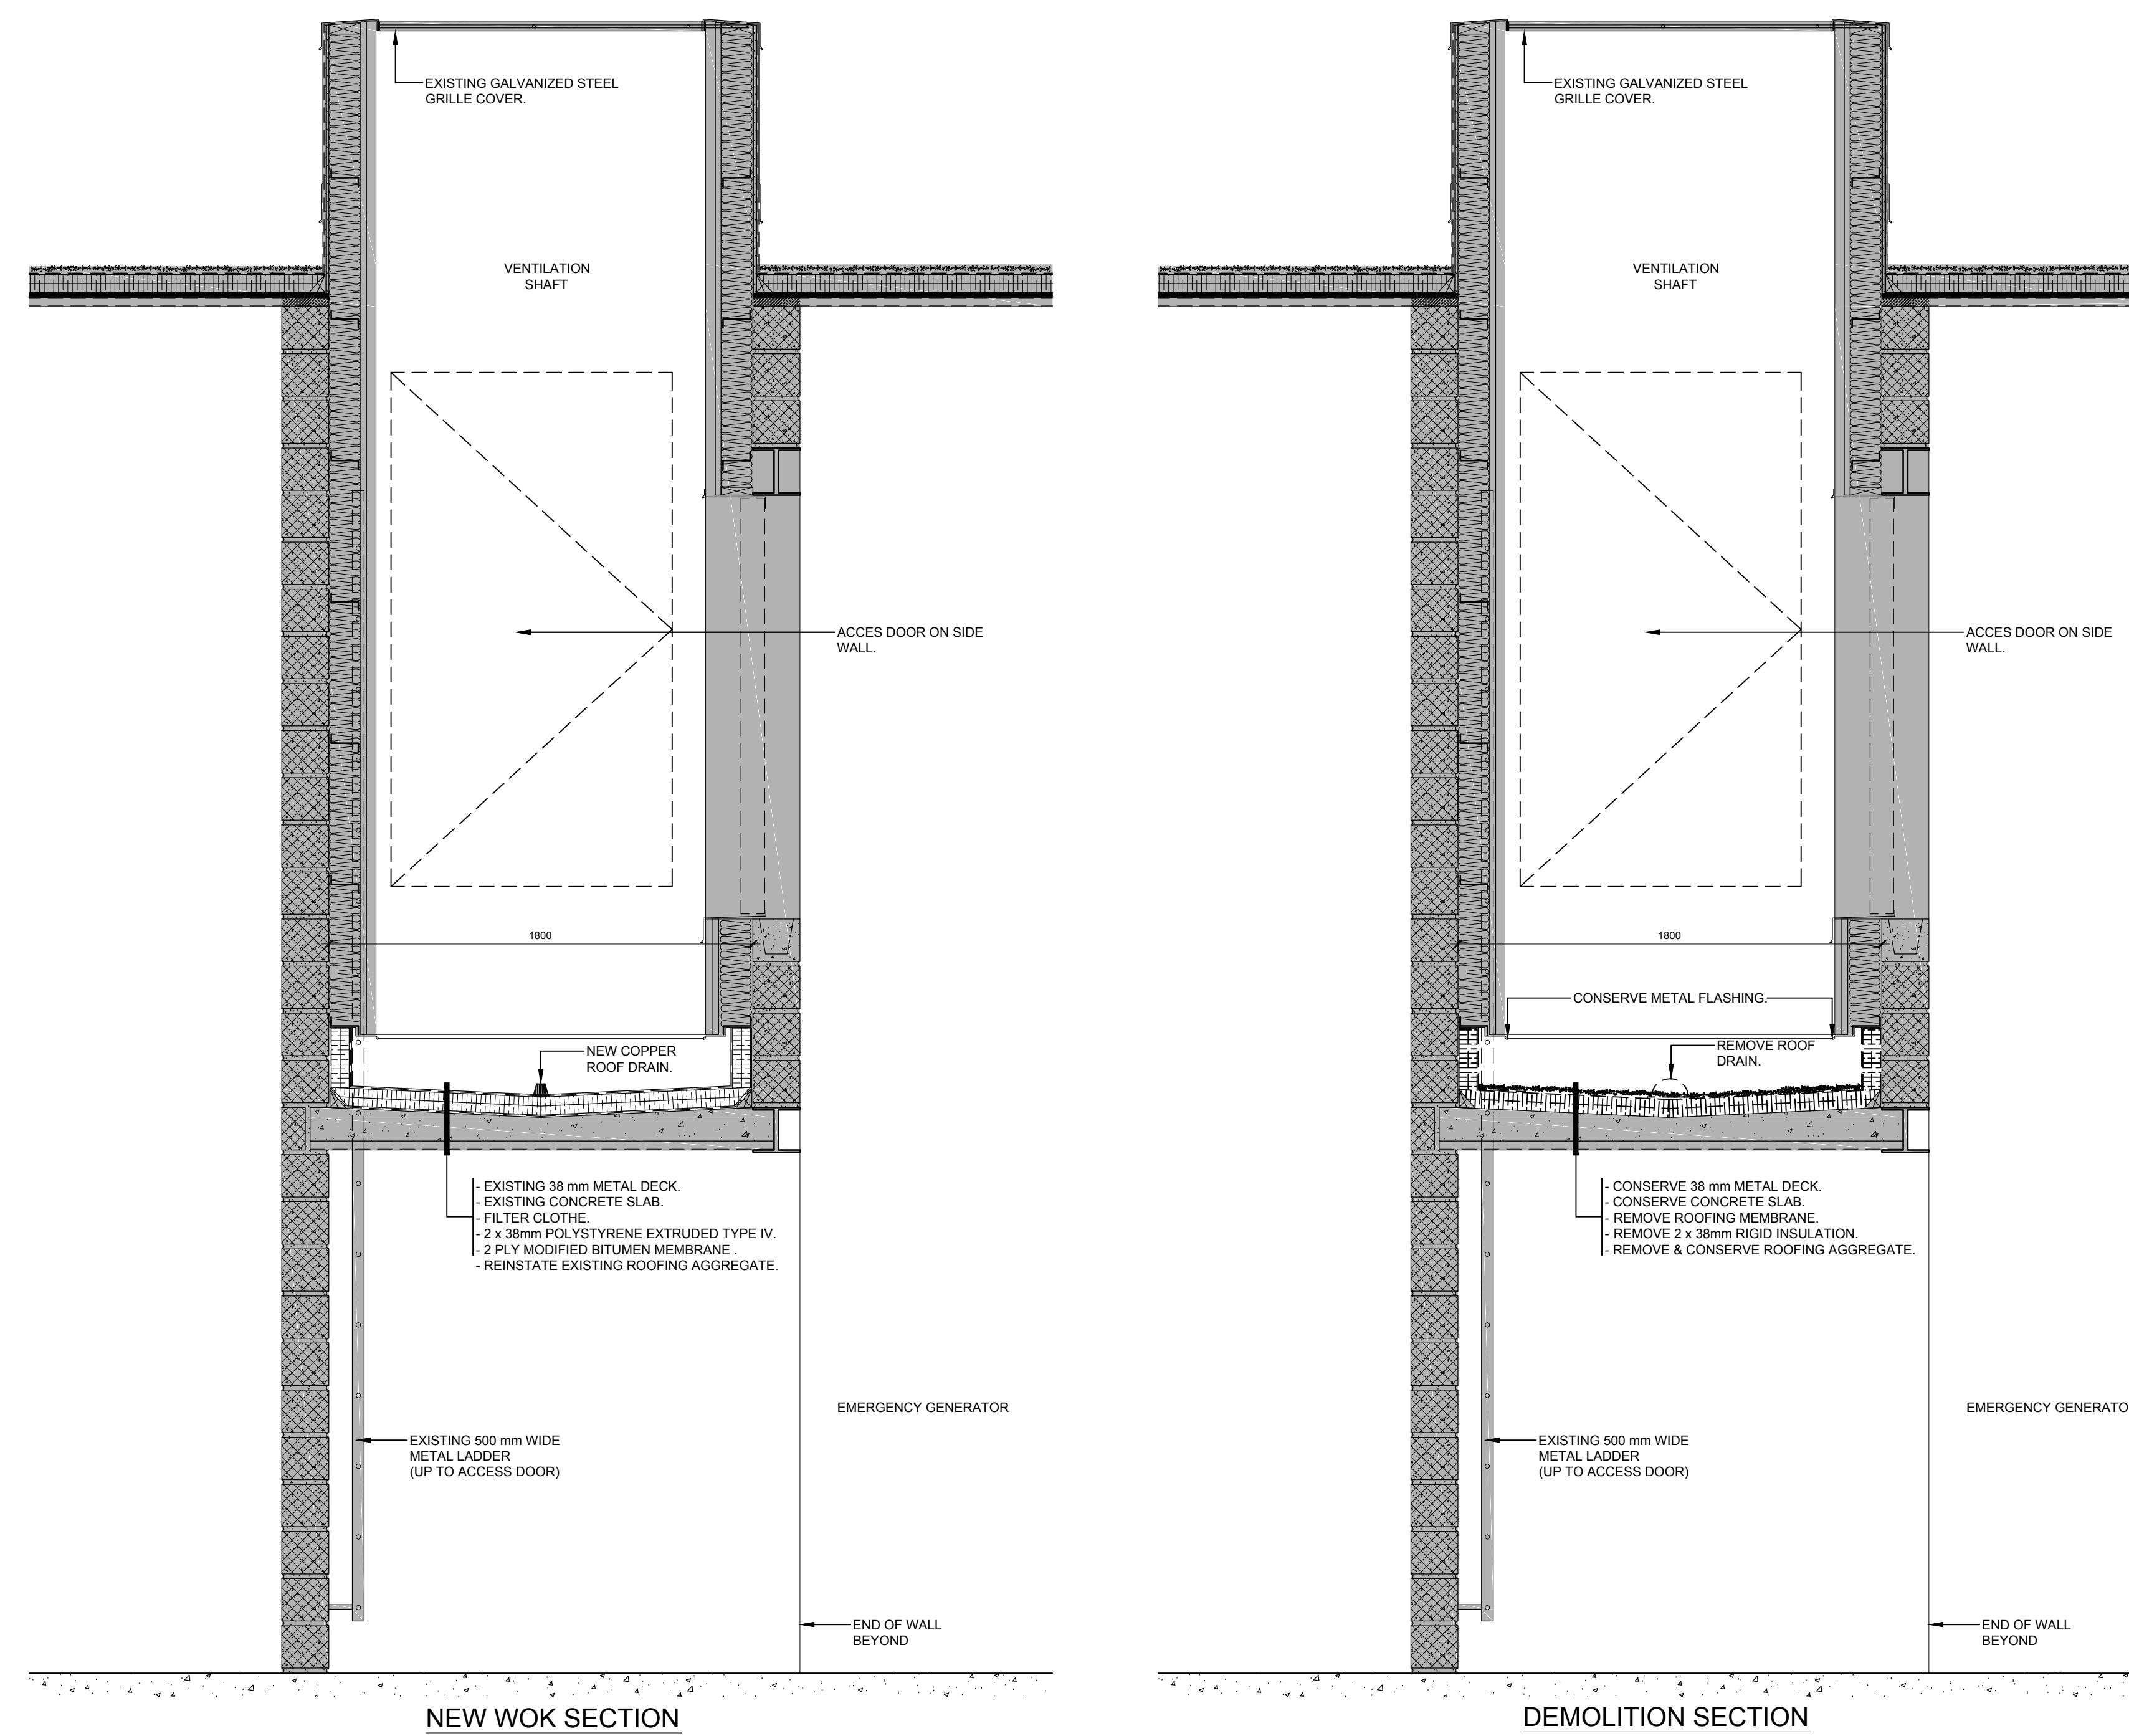 EXISTING GALVANIZED STEEL
GRILLE COVER.
VENTILATION
SHAFT
ACCES DOOR ON SIDE
WALL.
1800
NEW COPPER
ROOF DRAIN.
- EXISTING 38 mm METAL DECK.
- EXISTING CONCRETE SLAB.
- FILTER CLOTHE.
- 2 x 38mm POLYSTYRENE EXTRUDED TYPE IV.
- 2 PLY MODIFIED BITUMEN MEMBRANE .
- REINSTATE EXISTING ROOFING AGGREGATE.
EMERGENCY GENERATOR
EXISTING 500 mm WIDE
METAL LADDER
(UP TO ACCESS DOOR)
END OF WALL
BEYOND
NEW WOK SECTION
EXISTING GALVANIZED STEEL
GRILLE COVER.
VENTILATION
SHAFT
ACCES DOOR ON SIDE
WALL.
1800
CONSERVE METAL FLASHING.
REMOVE ROOF
DRAIN.
- CONSERVE 38 mm METAL DECK.
- CONSERVE CONCRETE SLAB.
- REMOVE ROOFING MEMBRANE.
- REMOVE 2 x 38mm RIGID INSULATION.
- REMOVE & CONSERVE ROOFING AGGREGATE.
EMERGENCY GENERATO
EXISTING 500 mm WIDE
METAL LADDER
(UP TO ACCESS DOOR)
END OF WALL
BEYOND
DEMOLITION SECTION